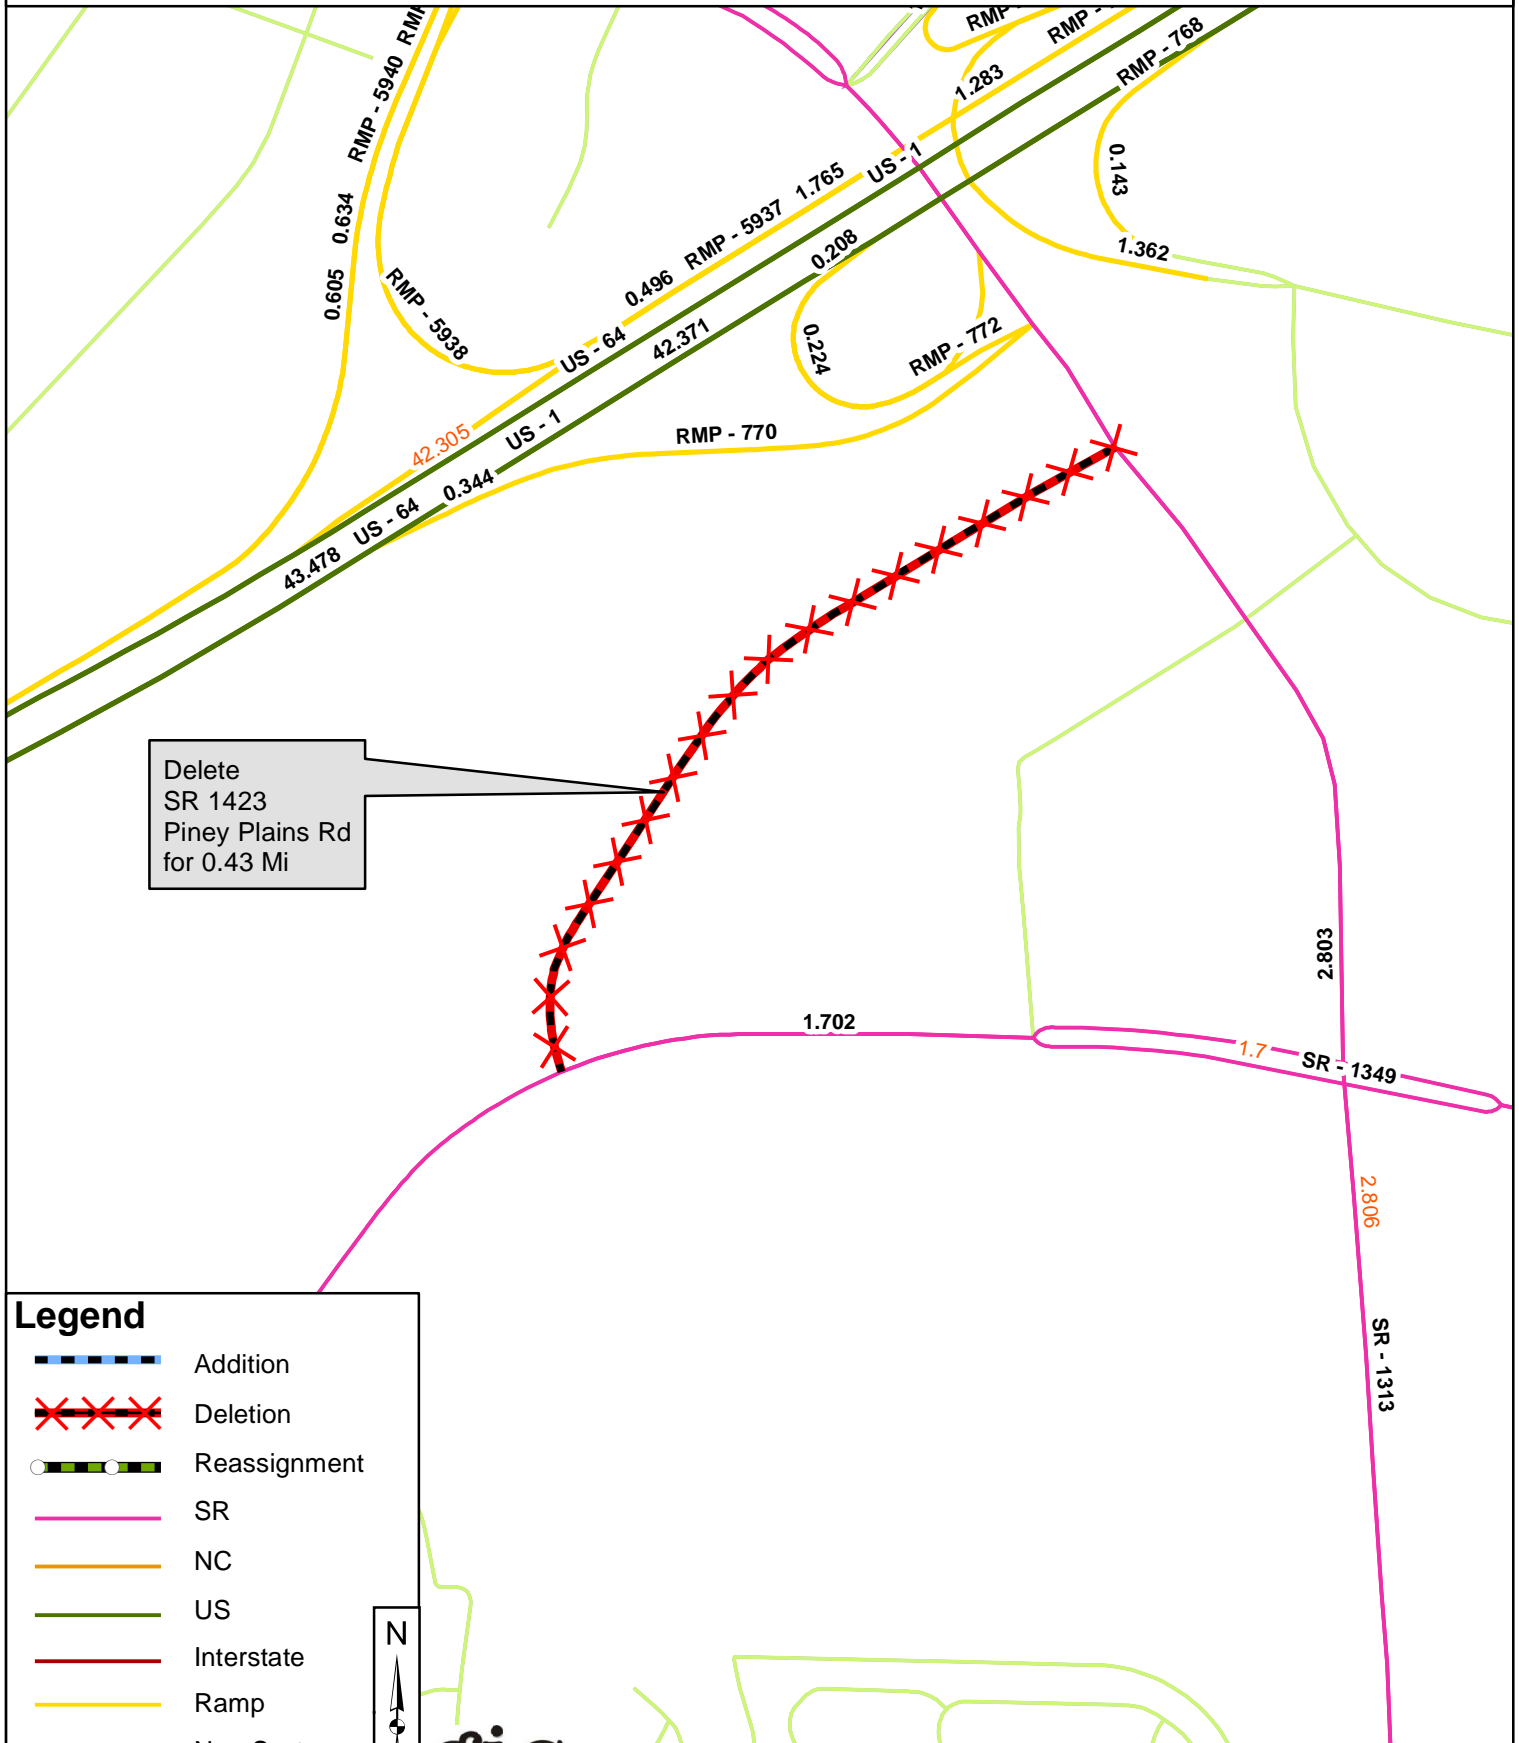 RMP - 5940
RMP - 768
1.283
0.143
0.634
US - 1
1.765
RMP - 5937
0.208
1.362
0.605
0.496
RMP - 5938
US - 64
42.371
0.224
RMP - 772
42.305
US - 1
RMP - 770
0.344
US - 64
43.478
Delete
SR 1423
Piney Plains Rd
for 0.43 Mi
2.803
1.702
1.7
SR - 1349
2.806
SR - 1313
Legend
Addition
Deletion
Reassignment
SR
NC
US
Interstate
Ramp
N